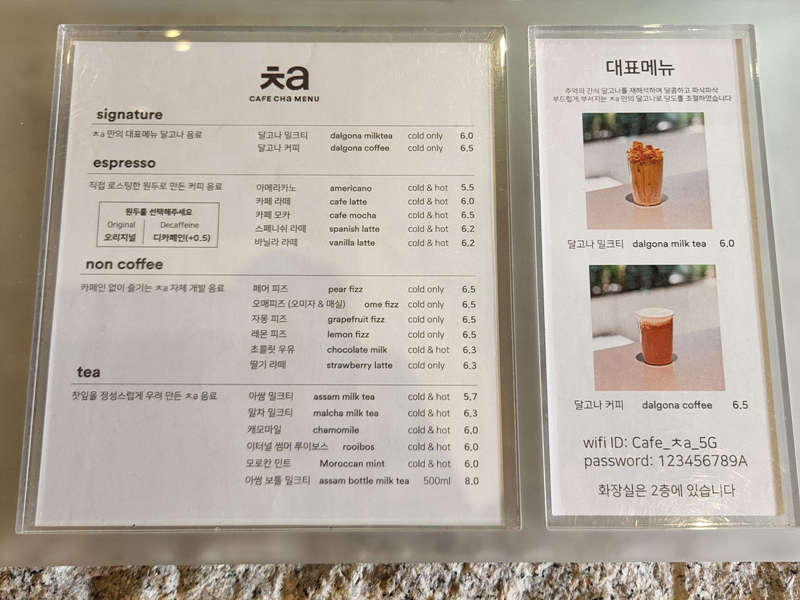 ㅊa
CAFE CHa MENU
signature
ㅊa 만의 대표메뉴 달고나 음료
달고나 밀크티 dalgona milktea cold only 6.0
달고나 커피 dalgona coffee cold only 6.5
espresso
직접 로스팅한 원두로 만든 커피 음료
원두를 선택해주세요
Original Decaffeine
오리지널 디카페인(+0.5)
아메리카노 americano cold & hot 5.5
카페 라떼 cafe latte cold & hot 6.0
카페 모카 cafe mocha cold & hot 6.5
스페니쉬 라떼 spanish latte cold & hot 6.2
바닐라 라떼 vanilla latte cold & hot 6.2
non coffee
카페인 없이 즐기는 ㅊa 자체 개발 음료
페어 피즈 pear fizz cold only 6.5
오매피즈 (오미자 & 매실) ome fizz cold only 6.5
자몽 피즈 grapefruit fizz cold only 6.5
레몬 피즈 lemon fizz cold only 6.5
초콜릿 우유 chocolate milk cold & hot 6.3
딸기 라떼 strawberry latte cold only 6.3
tea
찻잎을 정성스럽게 우려 만든 ㅊa 음료
아쌈 밀크티 assam milk tea cold & hot 5.7
말차 밀크티 malcha milk tea cold & hot 6.3
캐모마일 chamomile cold & hot 6.0
이터널 썸머 루이보스 rooibos cold & hot 6.0
모로칸 민트 Moroccan mint cold & hot 6.0
아쌈 보틀 밀크티 assam bottle milk tea 500ml 8.0
대표메뉴
추억의 간식 달고나를 재해석하여 달콤하고 파삭파삭
부드럽게 부서지는 ㅊa 만의 달고나로 당도를 조절하였습니다
달고나 밀크티 dalgona milk tea 6.0
달고나 커피 dalgona coffee 6.5
wifi ID: Cafe_ㅊa_5G
password: 123456789A
화장실은 2층에 있습니다